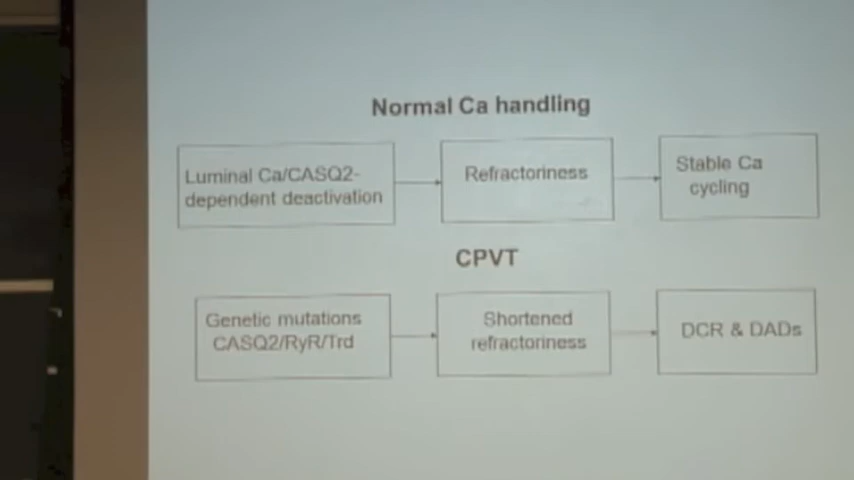 Normal Ca handling
Luminal Ca/CASQ2-
dependent deactivation
Refractoriness
Stable Ca
cycling
CPVT
Genetic mutations
CASQ2/RyR/Trd
Shortened
refractoriness
DCR & DADs